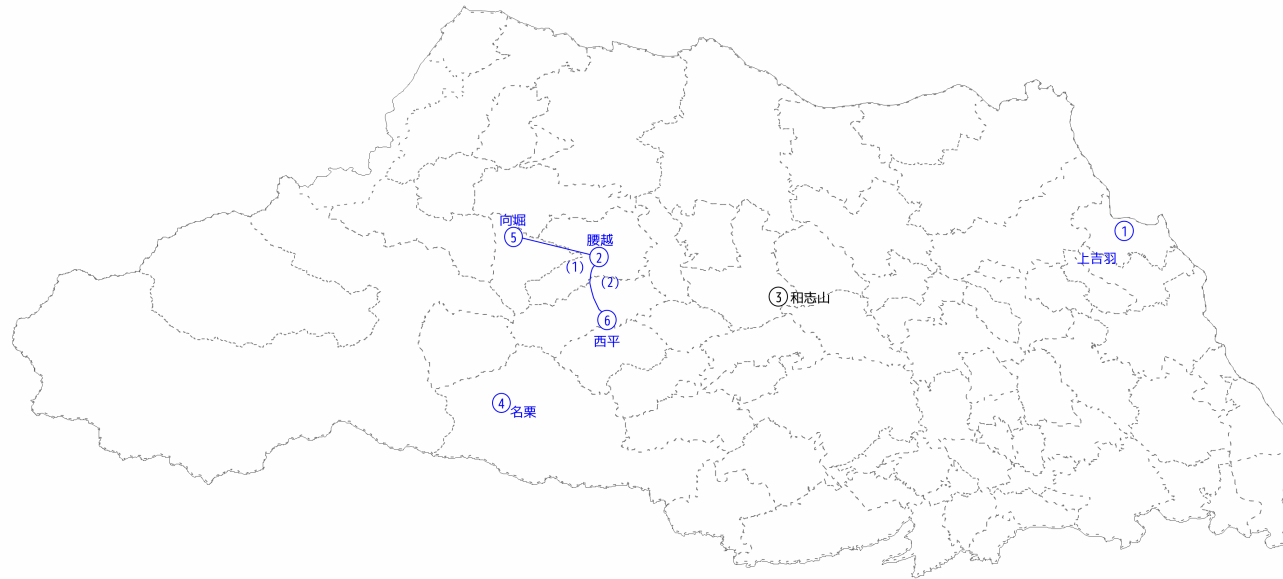 向堀
⑤
腰越
②
(1)
(2)
⑥
西平
③和志山
①
上吉羽
④名栗